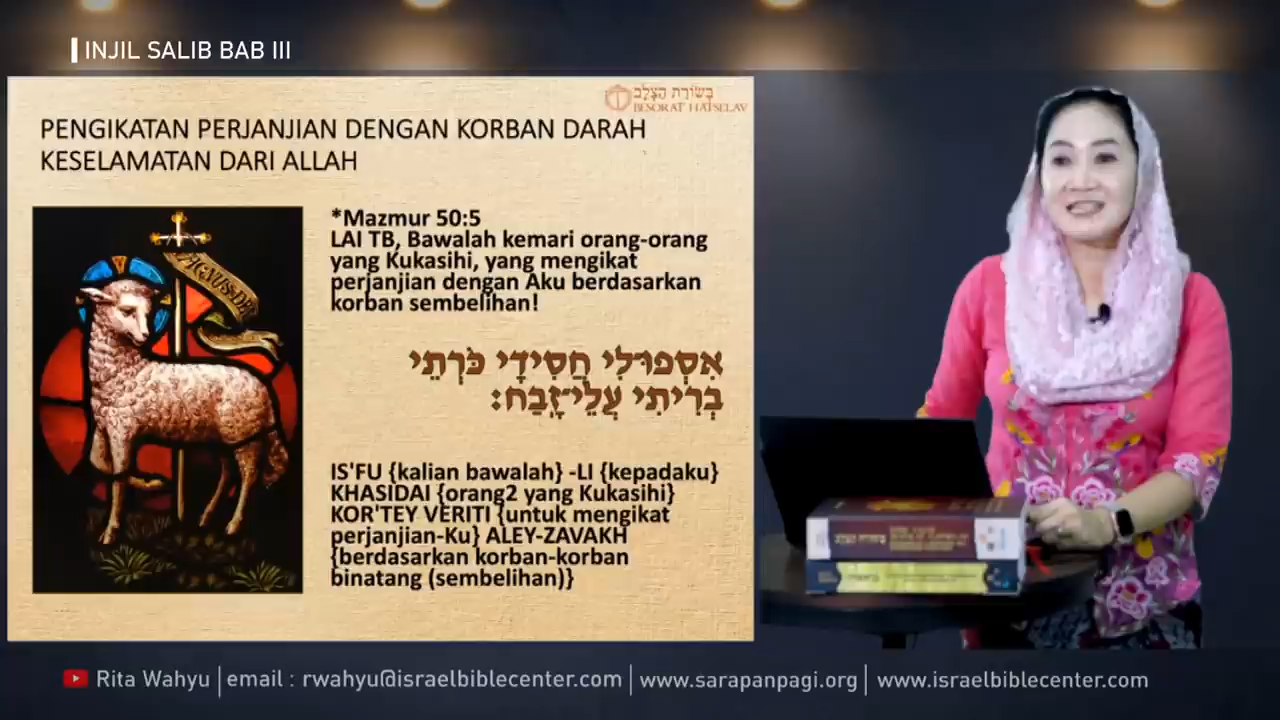 INJIL SALIB BAB III
בְּשׂוֹרַת הַצְּלָב
BESORAT HATSELAV
PENGIKATAN PERJANJIAN DENGAN KORBAN DARAH
KESELAMATAN DARI ALLAH
*Mazmur 50:5
LAI TB, Bawalah kemari orang-orang
yang Kukasihi, yang mengikat
perjanjian dengan Aku berdasarkan
korban sembelihan!
אִסְפוּ־לִי חֲסִידָי כֹּרְתֵי
בְרִיתִי עֲלֵי־זָבַח׃
IS'FU {kalian bawalah} -LI {kepadaku}
KHASIDAI {orang2 yang Kukasihi}
KOR'TEY VERITI {untuk mengikat
perjanjian-Ku} ALEY-ZAVAKH
{berdasarkan korban-korban
binatang (sembelihan)}
Rita Wahyu | email : rwahyu@israelbiblecenter.com | www.sarapanpagi.org | www.israelbiblecenter.com